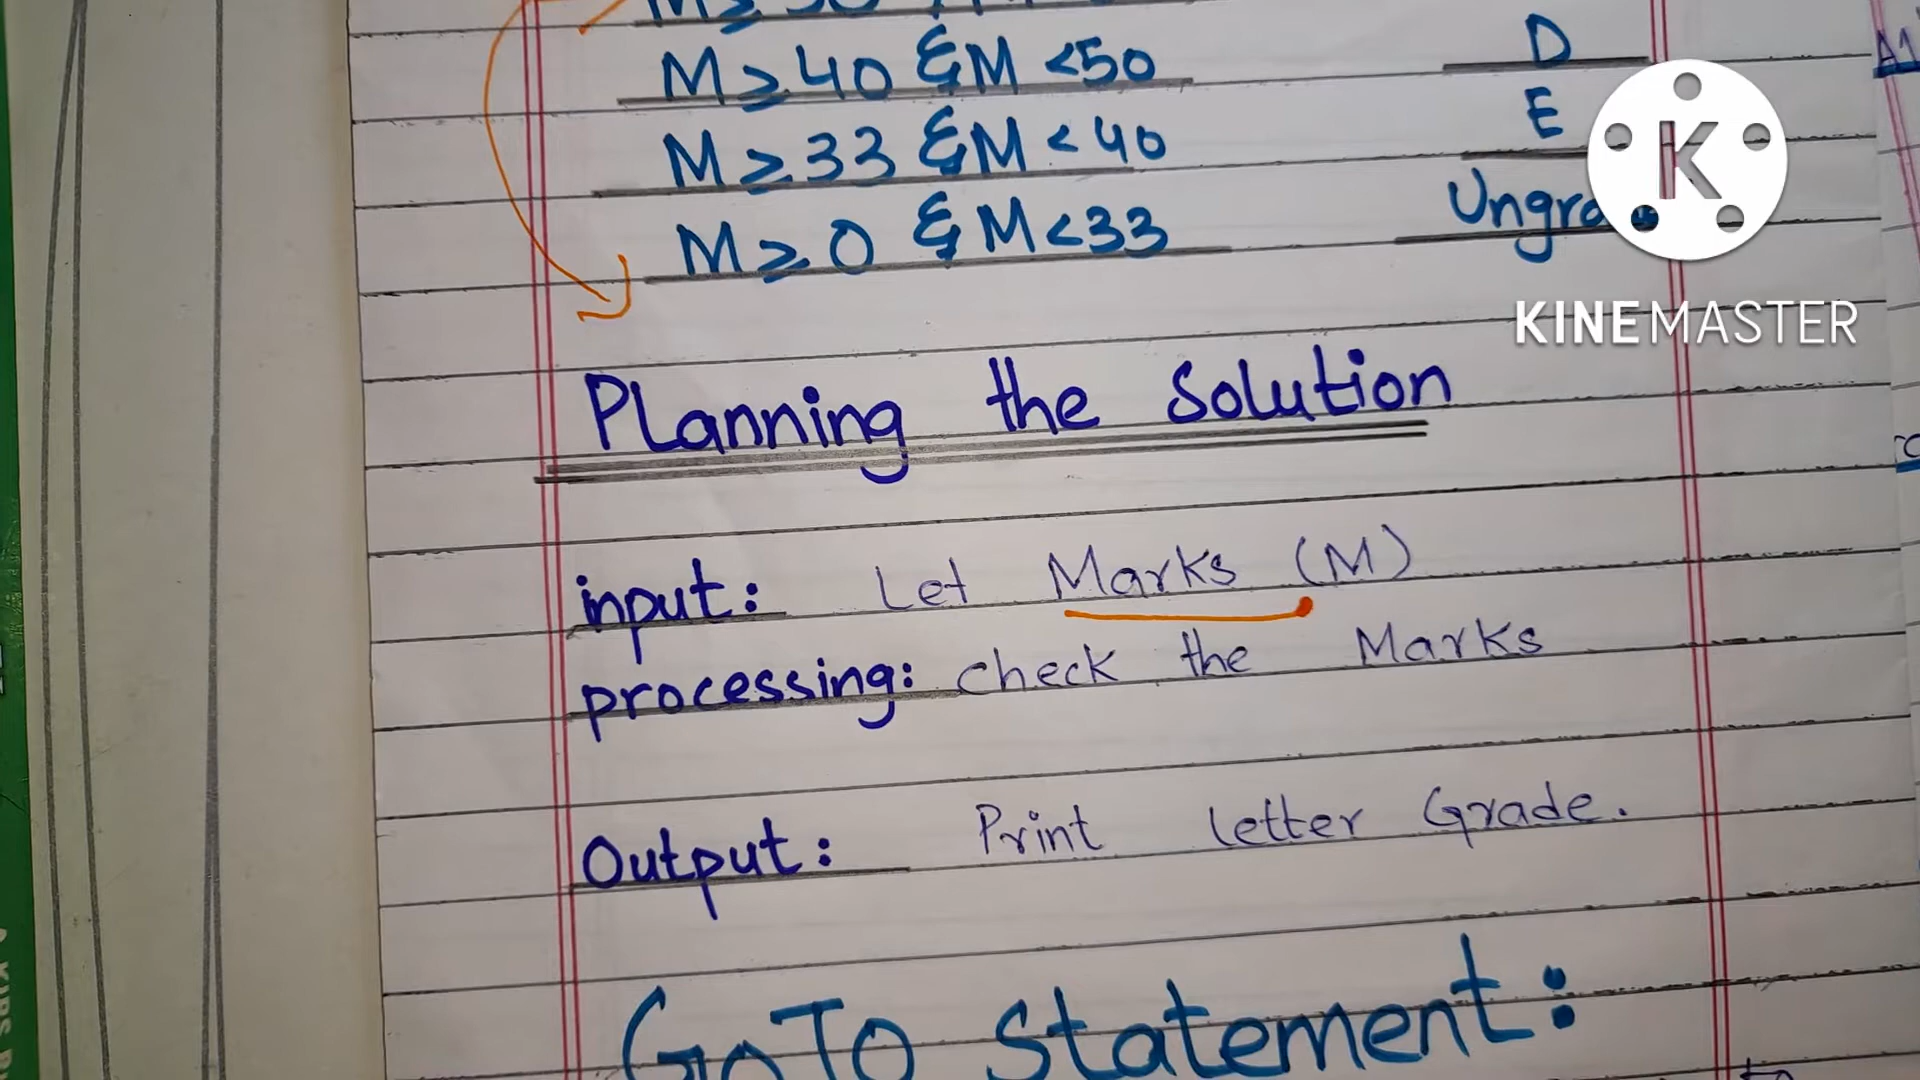 M ≥ 40 & M < 50 D
M ≥ 33 & M < 40 E
M ≥ 0 & M < 33
KINEMASTER
Planning the Solution
input: Let Marks (M)
processing: check the Marks
Output: Print letter Grade.
GoTo Statement: